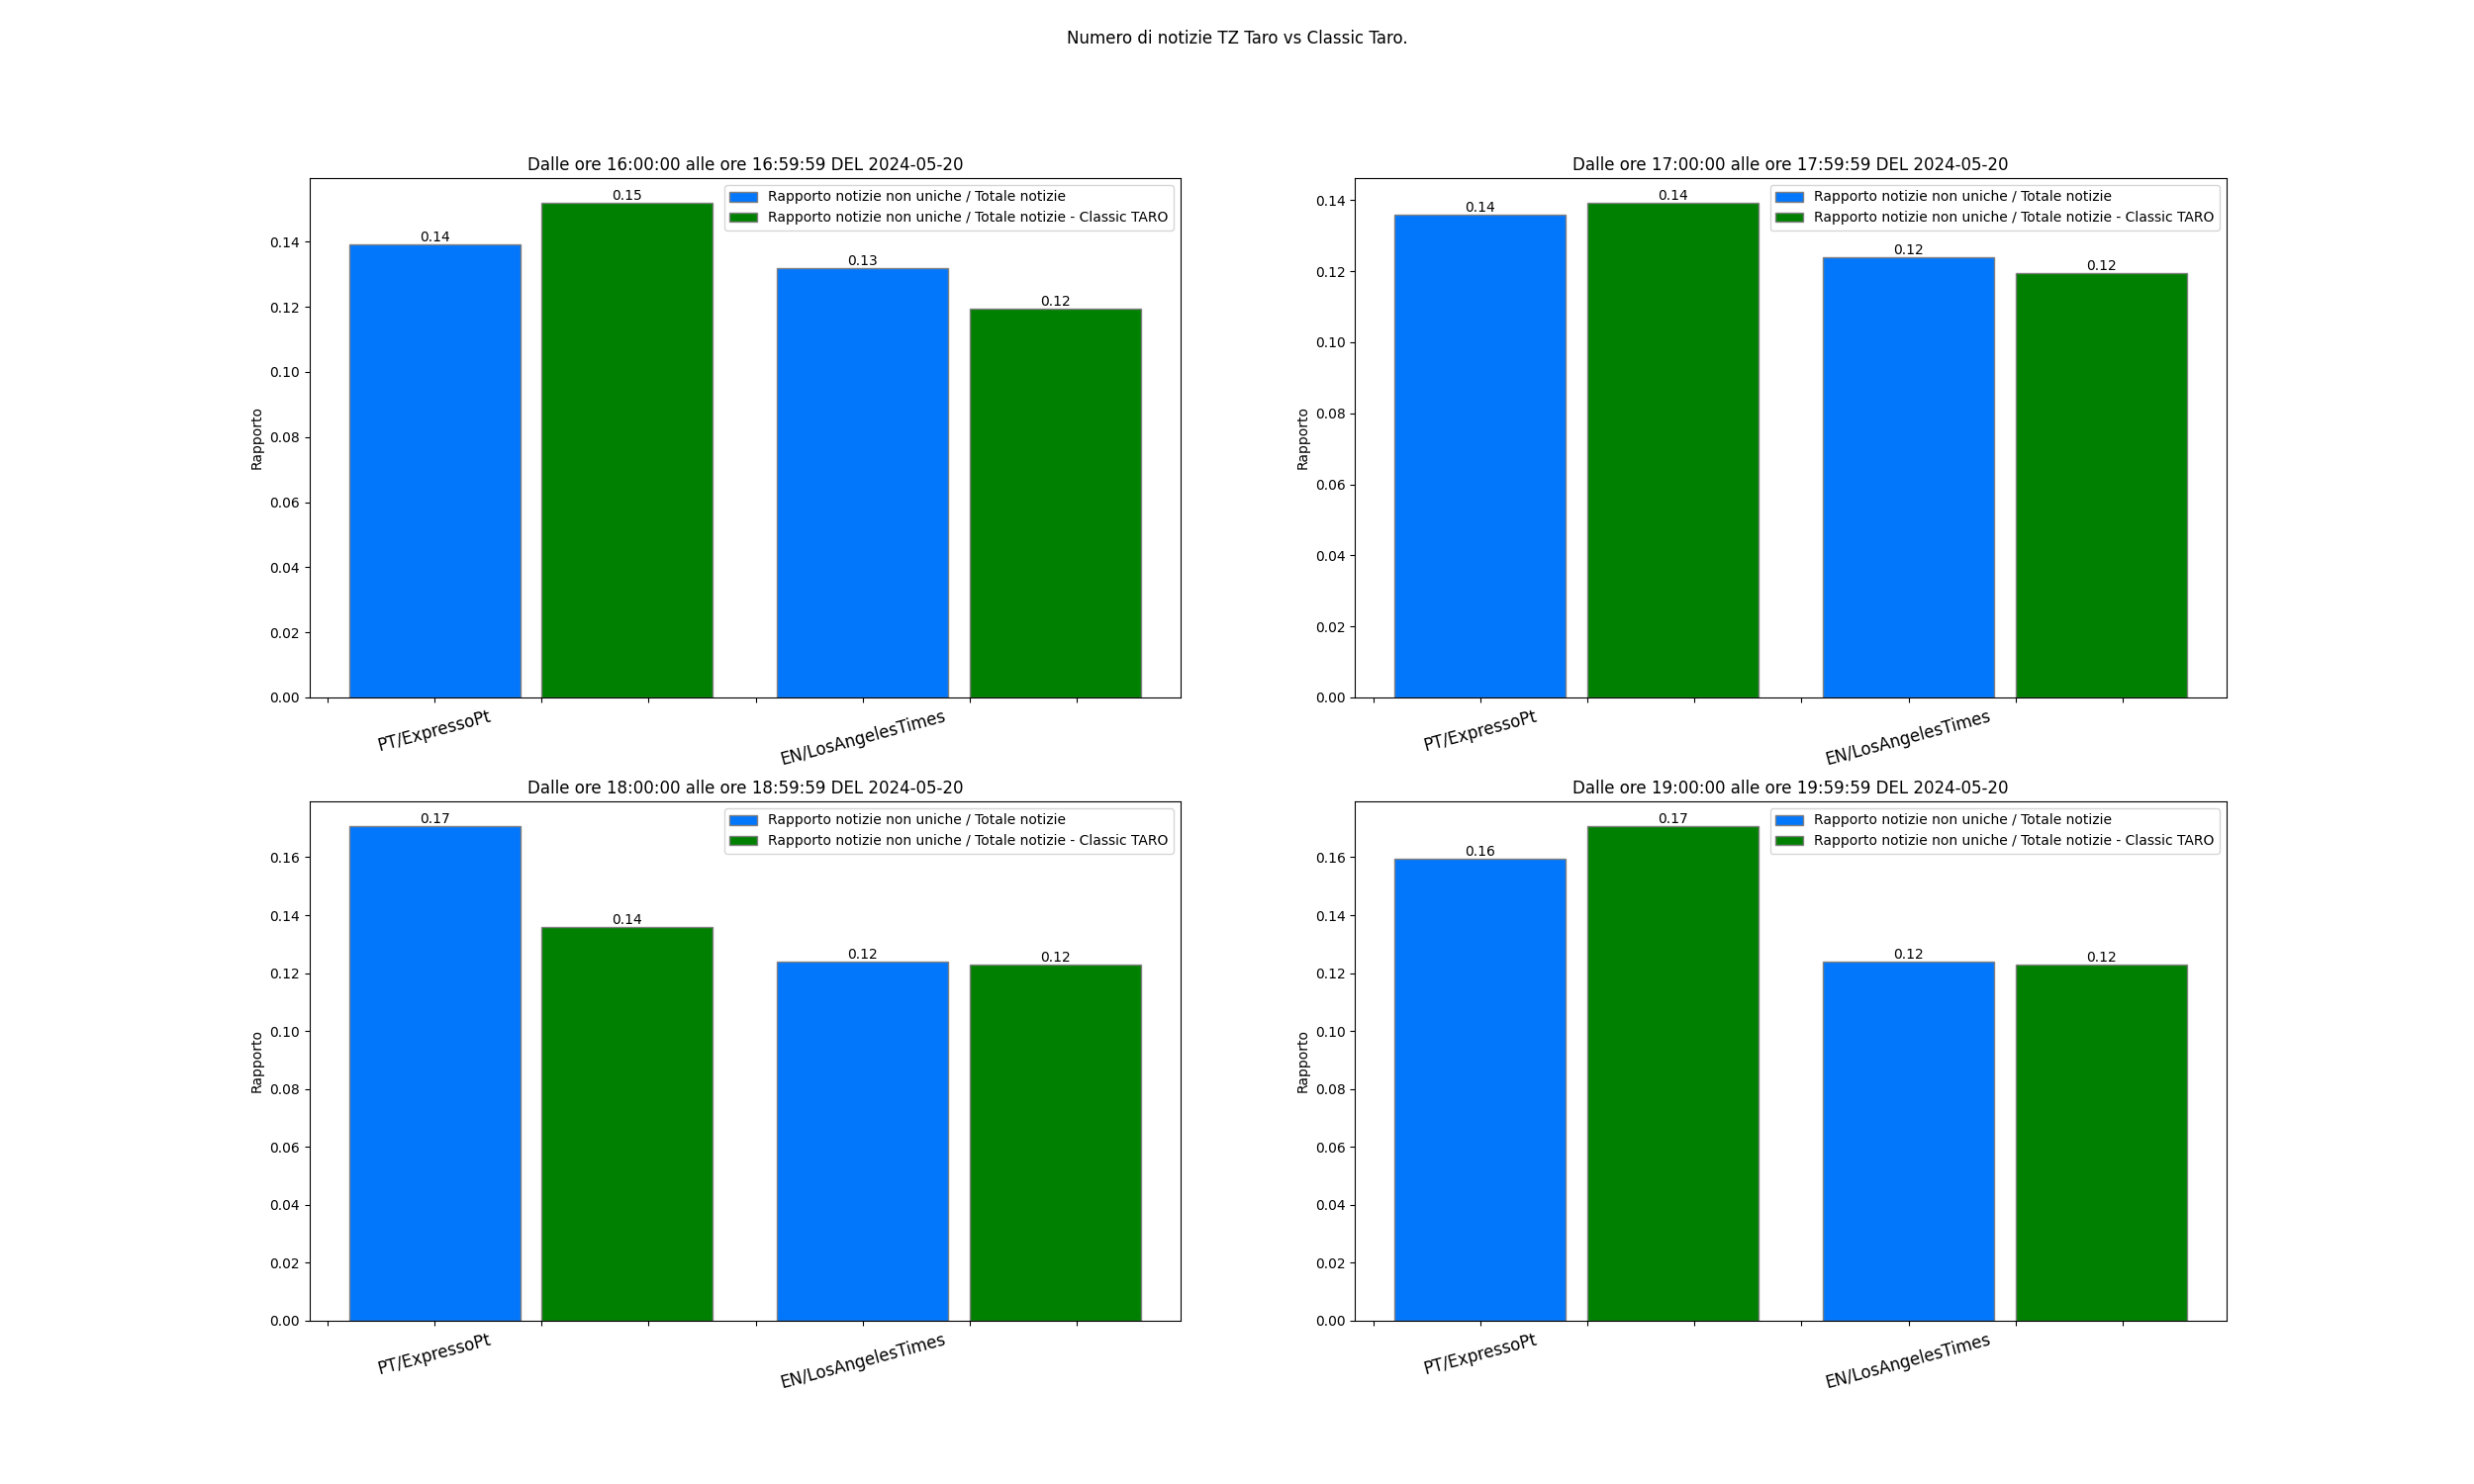 Numero di notizie TZ Taro vs Classic Taro.
Dalle ore 16:00:00 alle ore 16:59:59 DEL 2024-05-20
Rapporto notizie non uniche / Totale notizie
Rapporto notizie non uniche / Totale notizie - Classic TARO
0.14
0.15
0.13
0.12
Rapporto
0.14
0.12
0.10
0.08
0.06
0.04
0.02
0.00
PT/ExpressoPt
EN/LosAngelesTimes
Dalle ore 17:00:00 alle ore 17:59:59 DEL 2024-05-20
Rapporto notizie non uniche / Totale notizie
Rapporto notizie non uniche / Totale notizie - Classic TARO
0.14
0.14
0.12
0.12
Rapporto
0.14
0.12
0.10
0.08
0.06
0.04
0.02
0.00
PT/ExpressoPt
EN/LosAngelesTimes
Dalle ore 18:00:00 alle ore 18:59:59 DEL 2024-05-20
Rapporto notizie non uniche / Totale notizie
Rapporto notizie non uniche / Totale notizie - Classic TARO
0.17
0.14
0.12
0.12
Rapporto
0.16
0.14
0.12
0.10
0.08
0.06
0.04
0.02
0.00
PT/ExpressoPt
EN/LosAngelesTimes
Dalle ore 19:00:00 alle ore 19:59:59 DEL 2024-05-20
Rapporto notizie non uniche / Totale notizie
Rapporto notizie non uniche / Totale notizie - Classic TARO
0.16
0.17
0.12
0.12
Rapporto
0.16
0.14
0.12
0.10
0.08
0.06
0.04
0.02
0.00
PT/ExpressoPt
EN/LosAngelesTimes